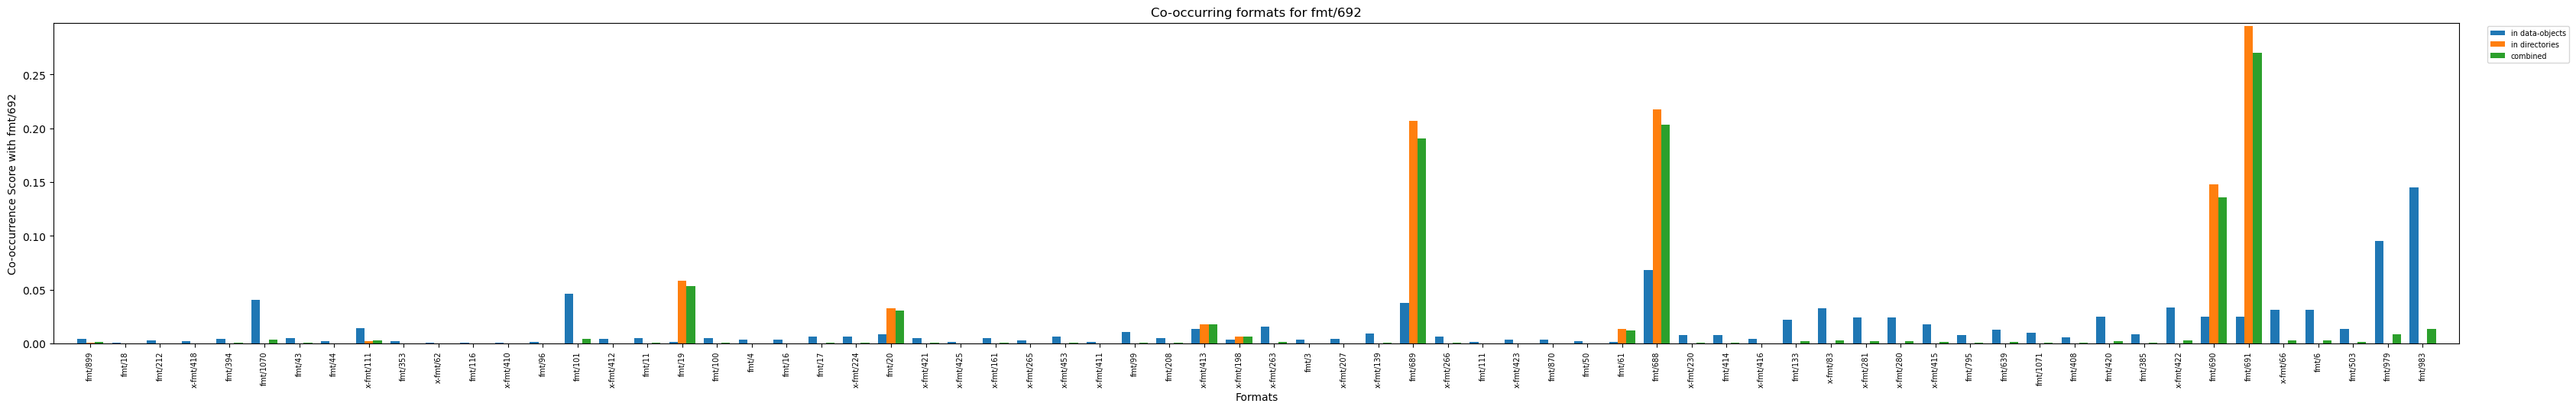 Co-occurring formats for fmt/692
in data-objects
in directories
combined
Co-occurrence Score with fmt/692
0.25
0.20
0.15
0.10
0.05
0.00
fmt/899
fmt/18
fmt/212
x-fmt/418
fmt/394
fmt/1070
fmt/43
fmt/44
x-fmt/111
fmt/353
x-fmt/62
fmt/116
x-fmt/410
fmt/96
fmt/101
x-fmt/412
fmt/11
fmt/19
fmt/100
fmt/4
fmt/16
fmt/17
x-fmt/224
fmt/20
x-fmt/421
x-fmt/425
x-fmt/161
x-fmt/265
x-fmt/453
x-fmt/411
fmt/99
fmt/208
x-fmt/413
x-fmt/198
x-fmt/263
fmt/3
x-fmt/207
x-fmt/139
fmt/689
x-fmt/266
fmt/111
x-fmt/423
fmt/870
fmt/50
fmt/61
fmt/688
x-fmt/230
fmt/414
x-fmt/416
fmt/133
x-fmt/83
x-fmt/281
x-fmt/280
x-fmt/415
fmt/795
fmt/639
fmt/1071
fmt/408
fmt/420
fmt/385
x-fmt/422
fmt/690
fmt/691
x-fmt/66
fmt/6
fmt/503
fmt/979
fmt/983
Formats